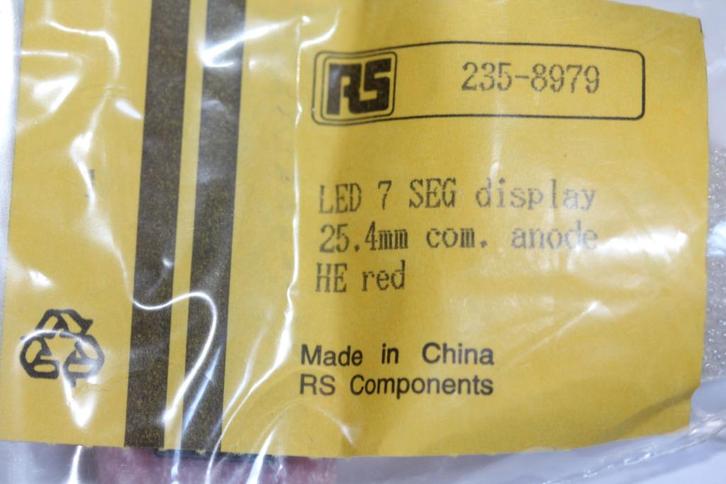 RS 235-8979
LED 7 SEG display
25.4mm com. anode
HE red
Made in China
RS Components